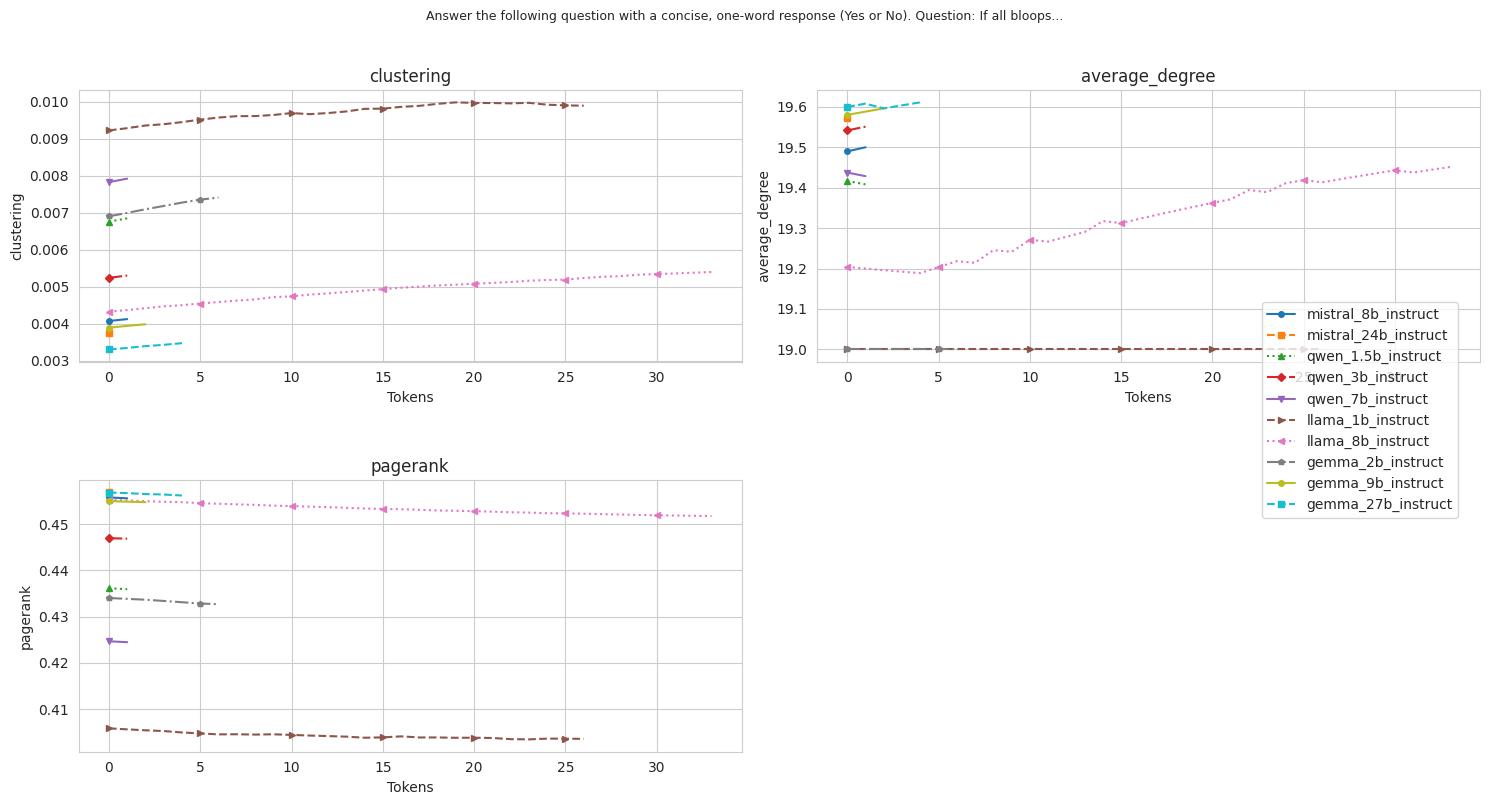 Answer the following question with a concise, one-word response (Yes or No). Question: If all bloops...
clustering
clustering
0.010
0.009
0.008
0.007
0.006
0.005
0.004
0.003
0 5 10 15 20 25 30
Tokens
average_degree
average_degree
19.6
19.5
19.4
19.3
19.2
19.1
19.0
0 5 10 15 20 25
Tokens
mistral_8b_instruct
mistral_24b_instruct
qwen_1.5b_instruct
qwen_3b_instruct
qwen_7b_instruct
llama_1b_instruct
llama_8b_instruct
gemma_2b_instruct
gemma_9b_instruct
gemma_27b_instruct
pagerank
pagerank
0.45
0.44
0.43
0.42
0.41
0 5 10 15 20 25 30
Tokens